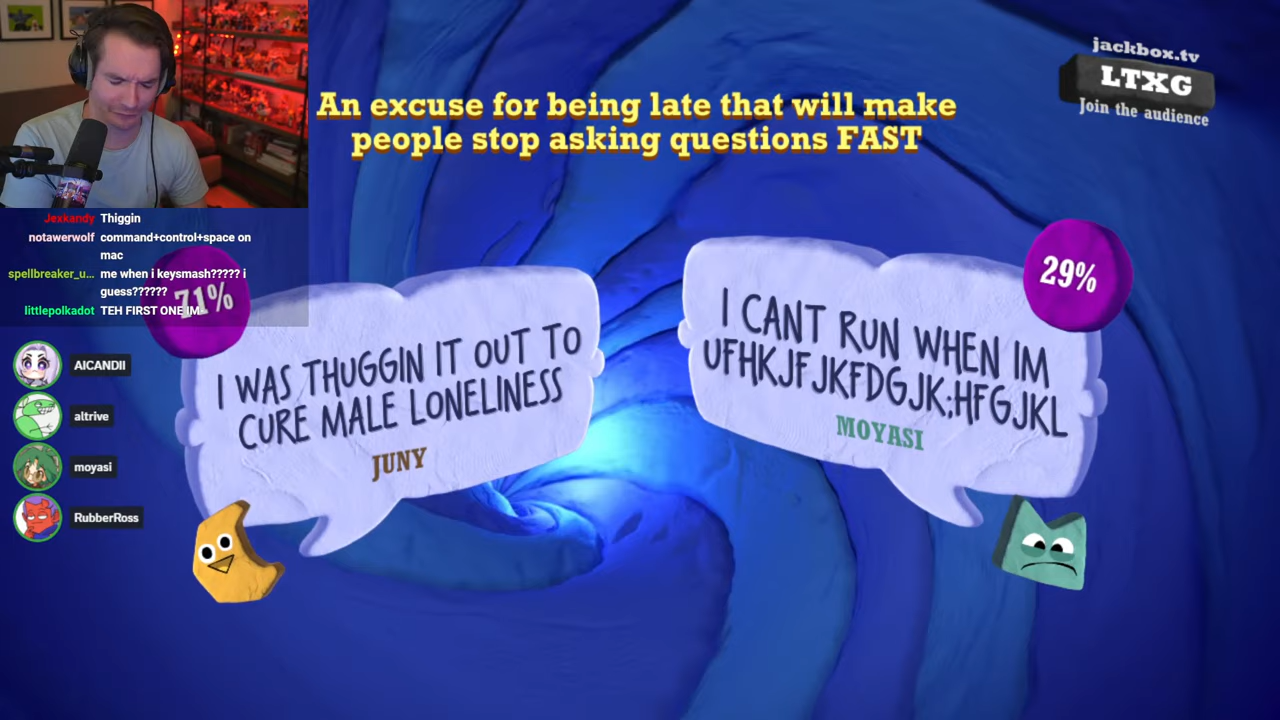 jackbox.tv
LTXG
Join the audience
An excuse for being late that will make
people stop asking questions FAST
Jexkandy Thiggin
notawerwolf command+control+space on
mac
spellbreaker_u... me when i keysmash????? i
guess??????
littlepolkadot TEH FIRST ONE IM
71%
I WAS THUGGIN IT OUT TO
CURE MALE LONELINESS
JUNY
29%
I CANT RUN WHEN IM
UFHKJFJKFDGJK;HFGJKL
MOYASI
AICANDII
altrive
moyasi
RubberRoss